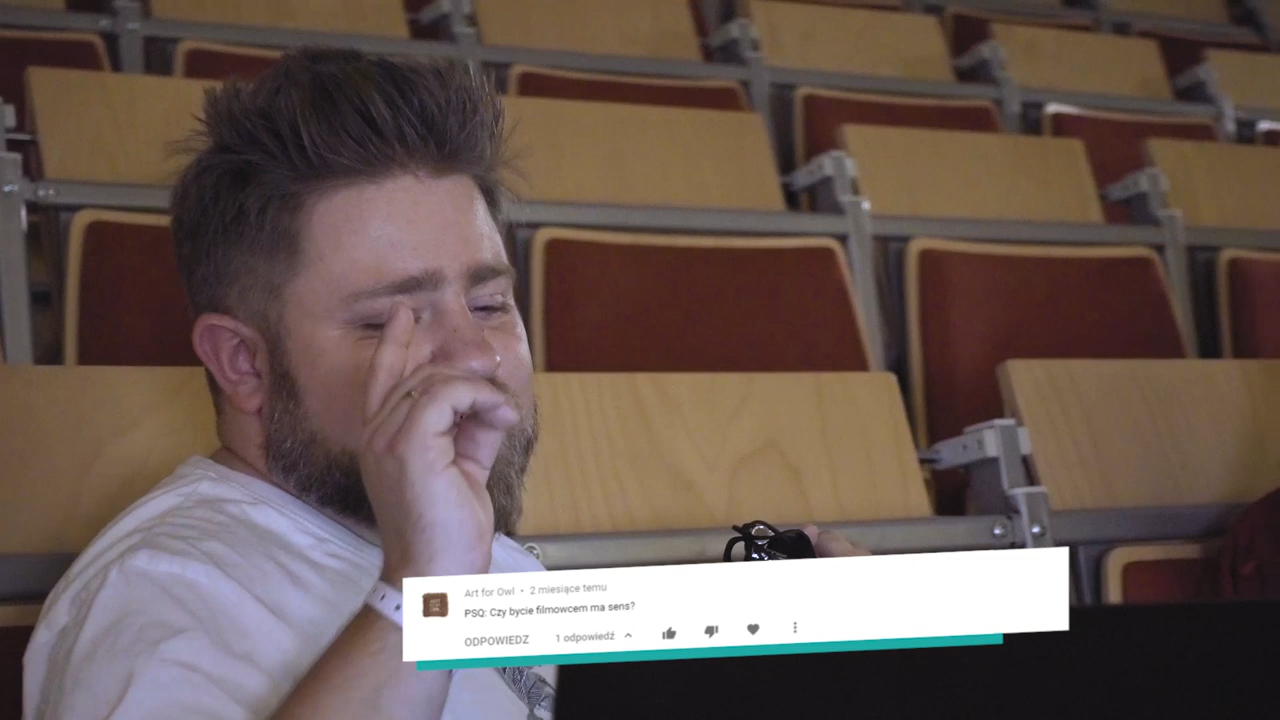 Art for Owl • 2 miesiące temu
PSQ: Czy bycie filmowcem ma sens?
ODPOWIEDZ 1 odpowiedź